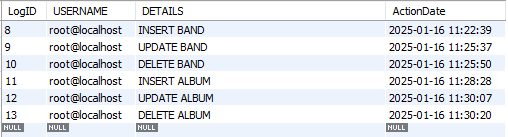 LogID USERNAME DETAILS ActionDate
8 root@localhost INSERT BAND 2025-01-16 11:22:39
9 root@localhost UPDATE BAND 2025-01-16 11:25:37
10 root@localhost DELETE BAND 2025-01-16 11:25:50
11 root@localhost INSERT ALBUM 2025-01-16 11:28:28
12 root@localhost UPDATE ALBUM 2025-01-16 11:30:07
13 root@localhost DELETE ALBUM 2025-01-16 11:30:20
NULL NULL NULL NULL